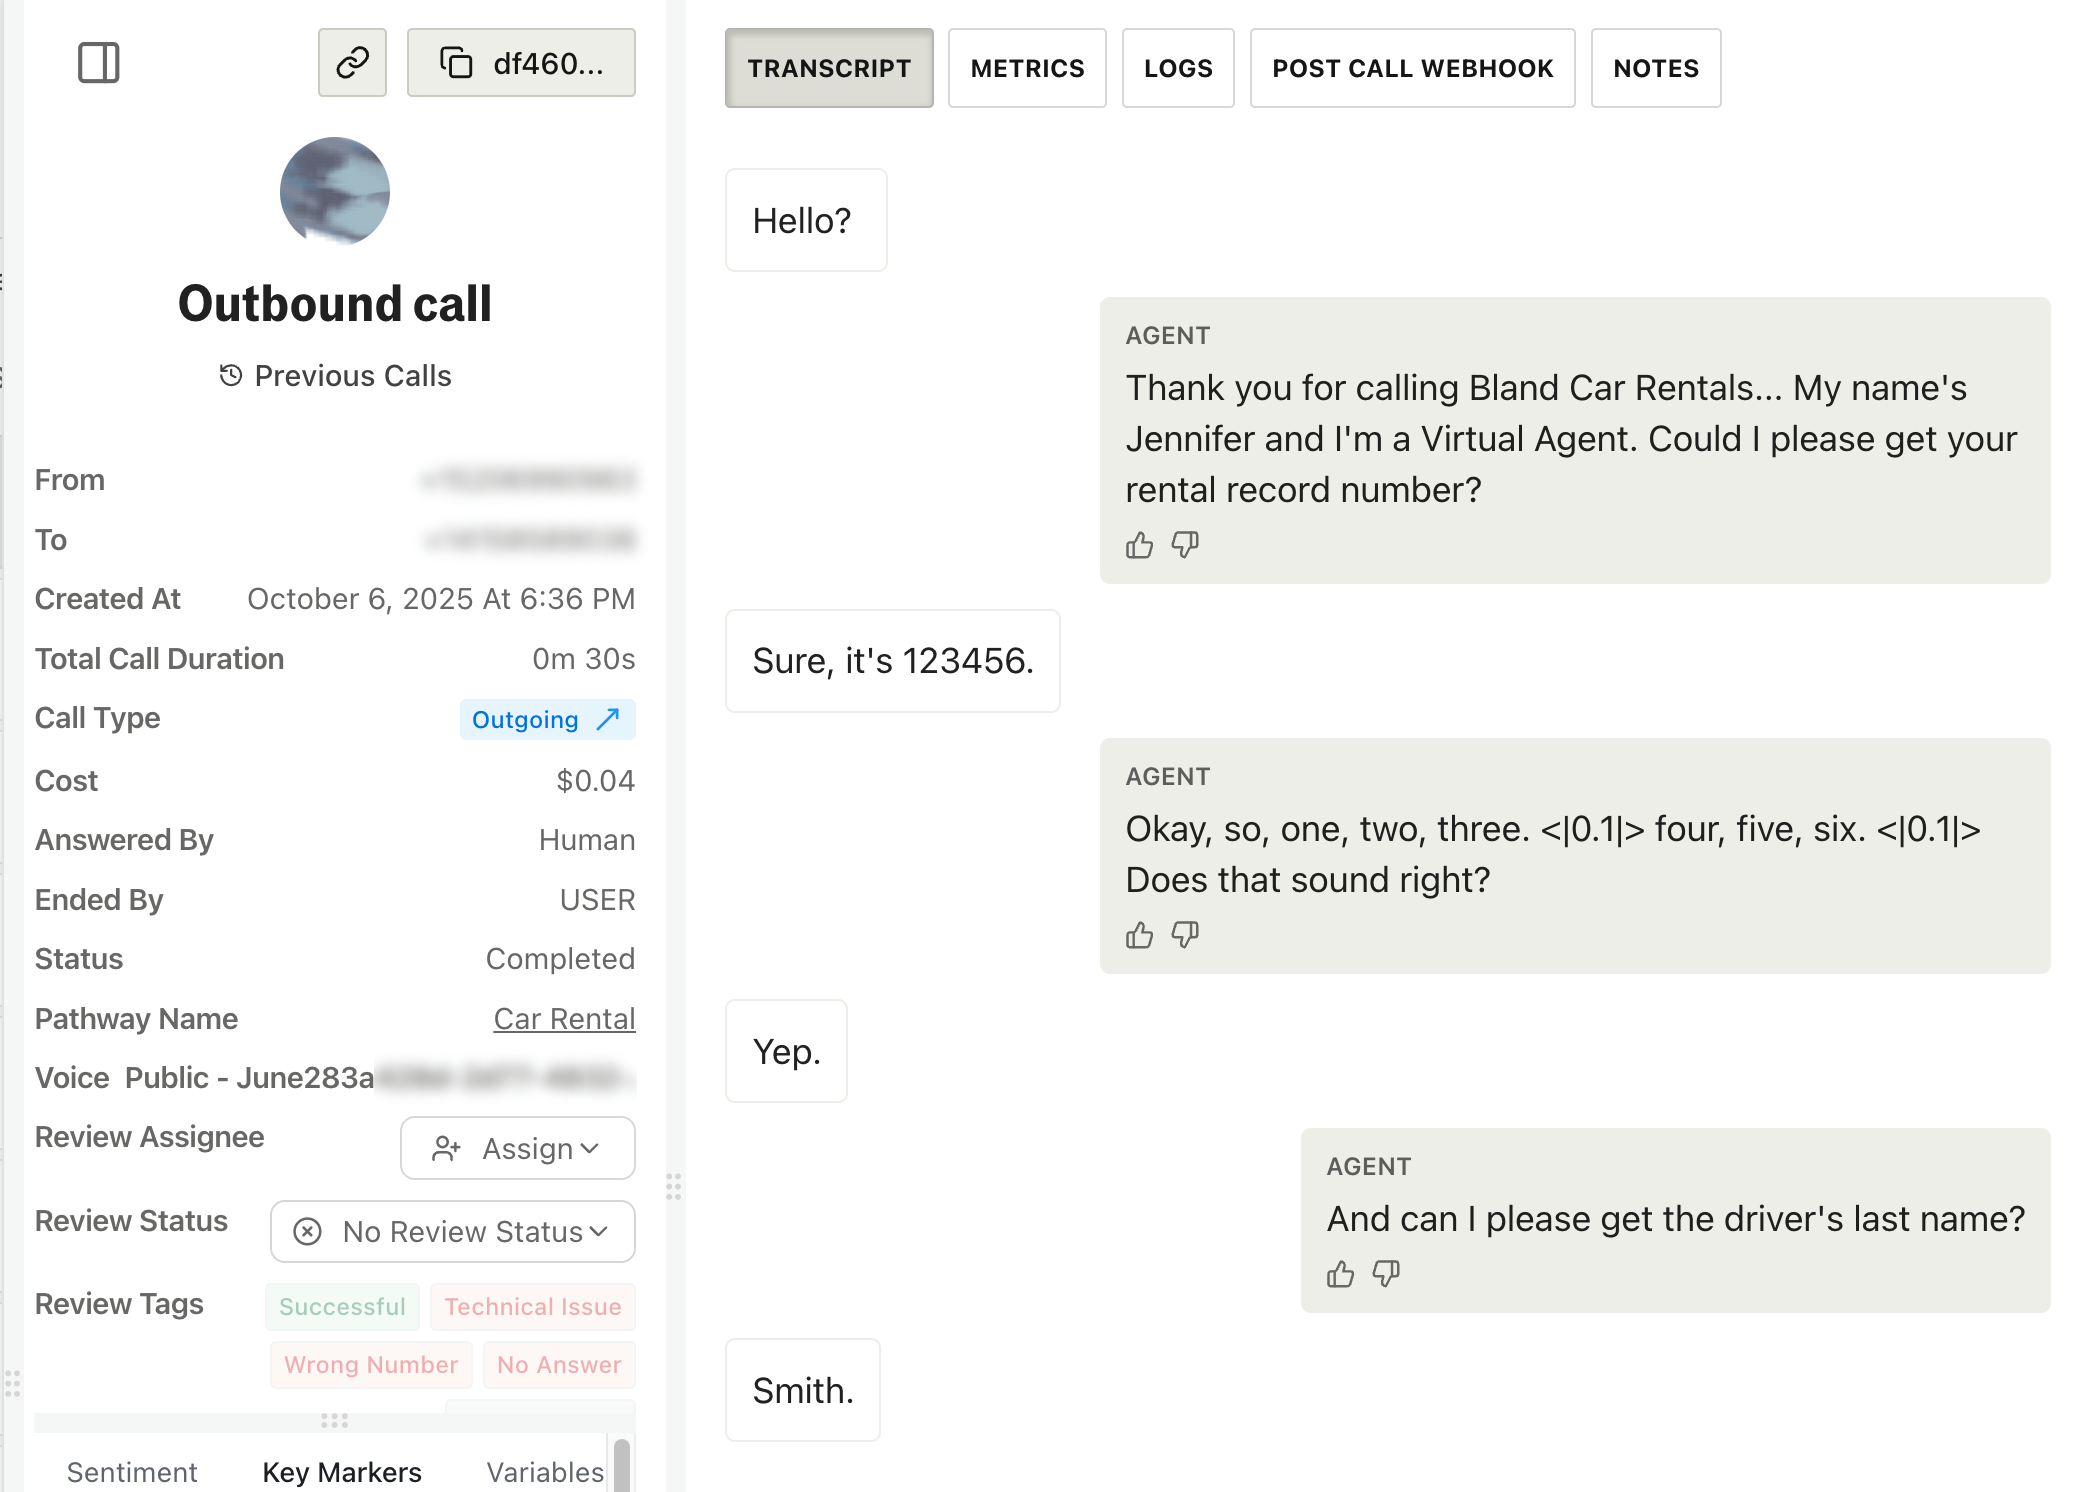 df460...
Outbound call
Previous Calls
From
To
Created At October 6, 2025 At 6:36 PM
Total Call Duration 0m 30s
Call Type Outgoing
Cost $0.04
Answered By Human
Ended By USER
Status Completed
Pathway Name Car Rental
Voice Public - June283a
Review Assignee Assign
Review Status No Review Status
Review Tags Successful Technical Issue
Wrong Number No Answer
Sentiment Key Markers Variables
TRANSCRIPT METRICS LOGS POST CALL WEBHOOK NOTES
Hello?
AGENT
Thank you for calling Bland Car Rentals... My name's
Jennifer and I'm a Virtual Agent. Could I please get your
rental record number?
Sure, it's 123456.
AGENT
Okay, so, one, two, three. <|0.1|> four, five, six. <|0.1|>
Does that sound right?
Yep.
AGENT
And can I please get the driver's last name?
Smith.